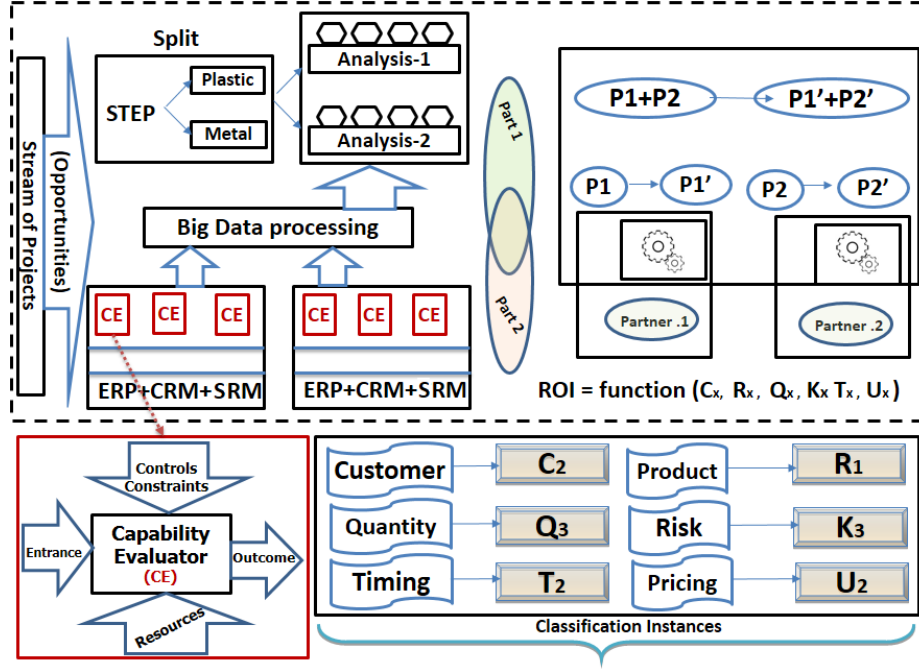 Stream of Projects
(Opportunities)
Split
STEP
Plastic
Metal
Analysis-1
Analysis-2
Big Data processing
CE
CE
CE
ERP+CRM+SRM
CE
CE
CE
ERP+CRM+SRM
Part 1
Part 2
P1+P2
P1’+P2’
P1
P1’
P2
P2’
Partner .1
Partner .2
ROI = function (Cx, Rx, Qx, Kx Tx, Ux)
Controls
Constraints
Entrance
Capability
Evaluator
(CE)
Outcome
Resources
Customer
C2
Product
R1
Quantity
Q3
Risk
K3
Timing
T2
Pricing
U2
Classification Instances